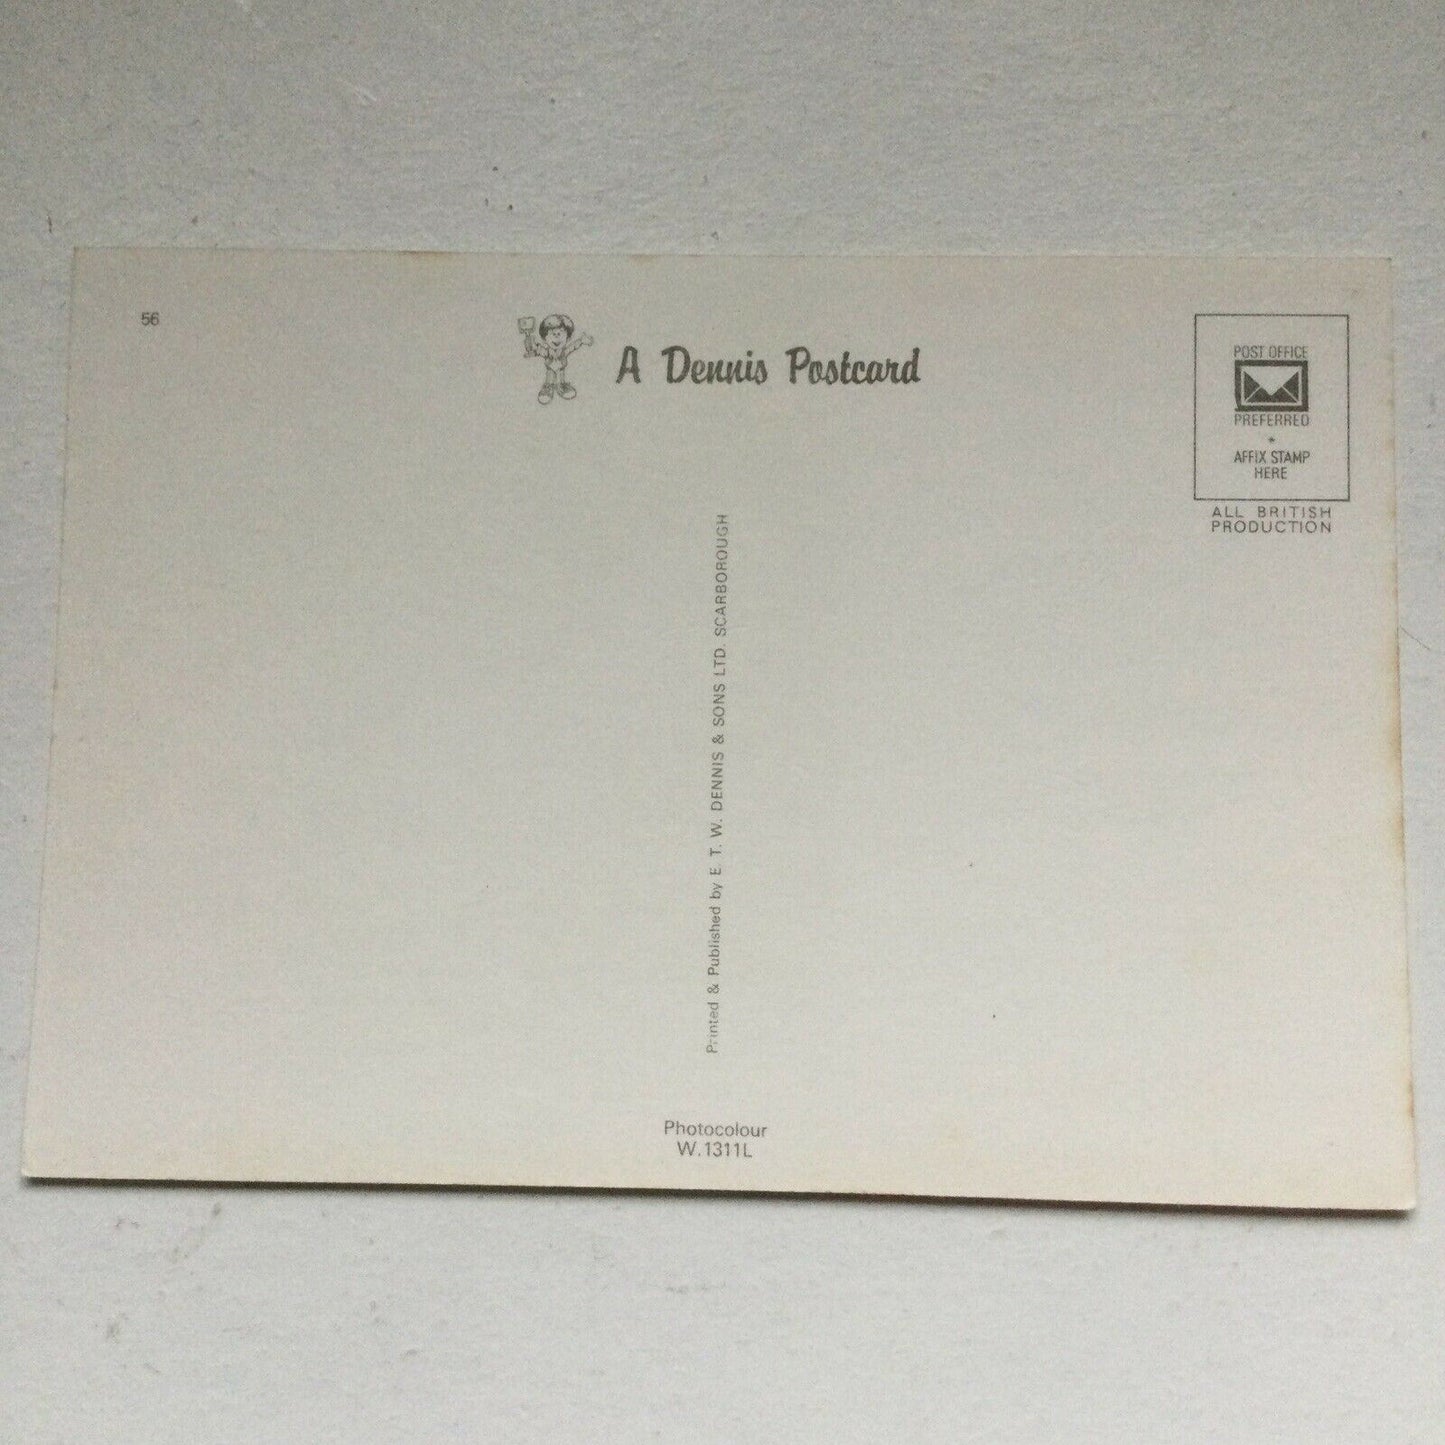 56
A Dennis Postcard
POST OFFICE
PREFERRED
AFFIX STAMP
HERE
ALL BRITISH
PRODUCTION
Printed & Published by E. T. W. DENNIS & SONS LTD. SCARBOROUGH
Photocolour
W.1311L